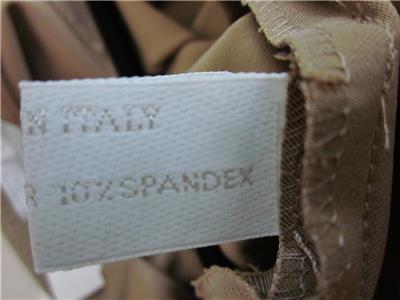 N ITALY
R 10% SPANDEX